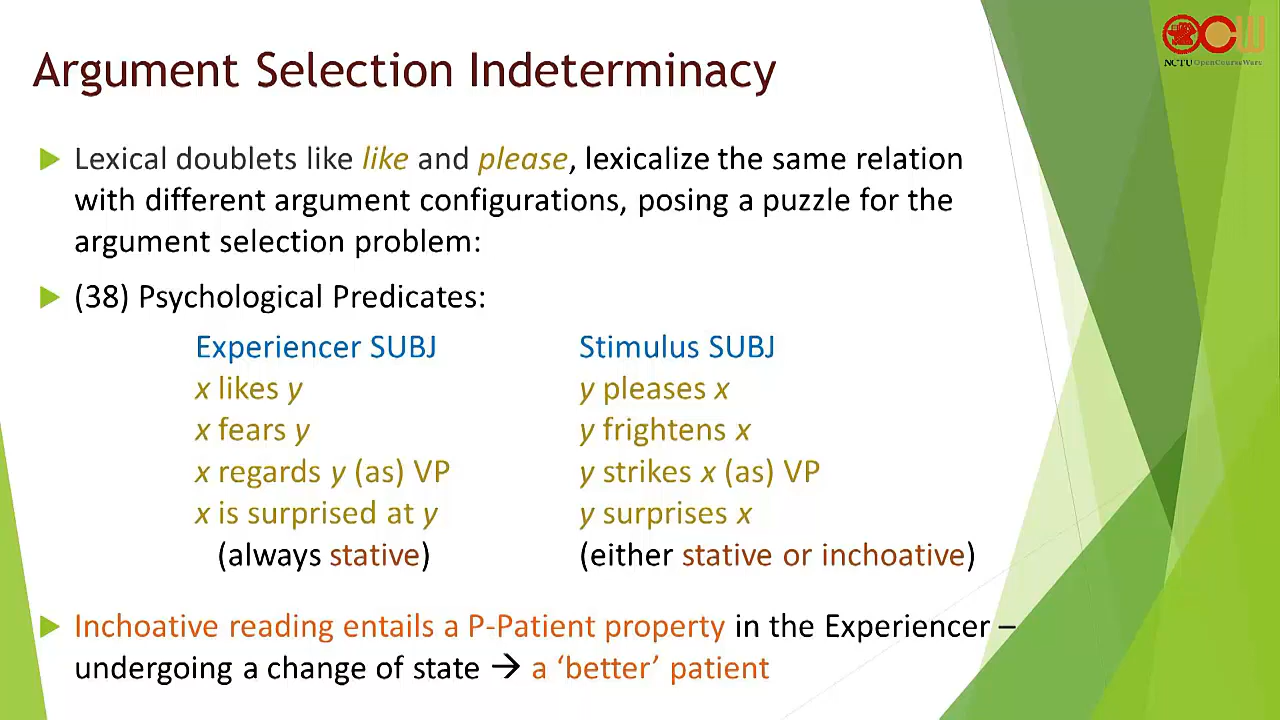 Argument Selection Indeterminacy
OCW
NCTU OpenCourseWare
Lexical doublets like like and please, lexicalize the same relation
with different argument configurations, posing a puzzle for the
argument selection problem:
(38) Psychological Predicates:
Experiencer SUBJ Stimulus SUBJ
x likes y y pleases x
x fears y y frightens x
x regards y (as) VP y strikes x (as) VP
x is surprised at y y surprises x
(always stative) (either stative or inchoative)
Inchoative reading entails a P-Patient property in the Experiencer –
undergoing a change of state → a ‘better’ patient